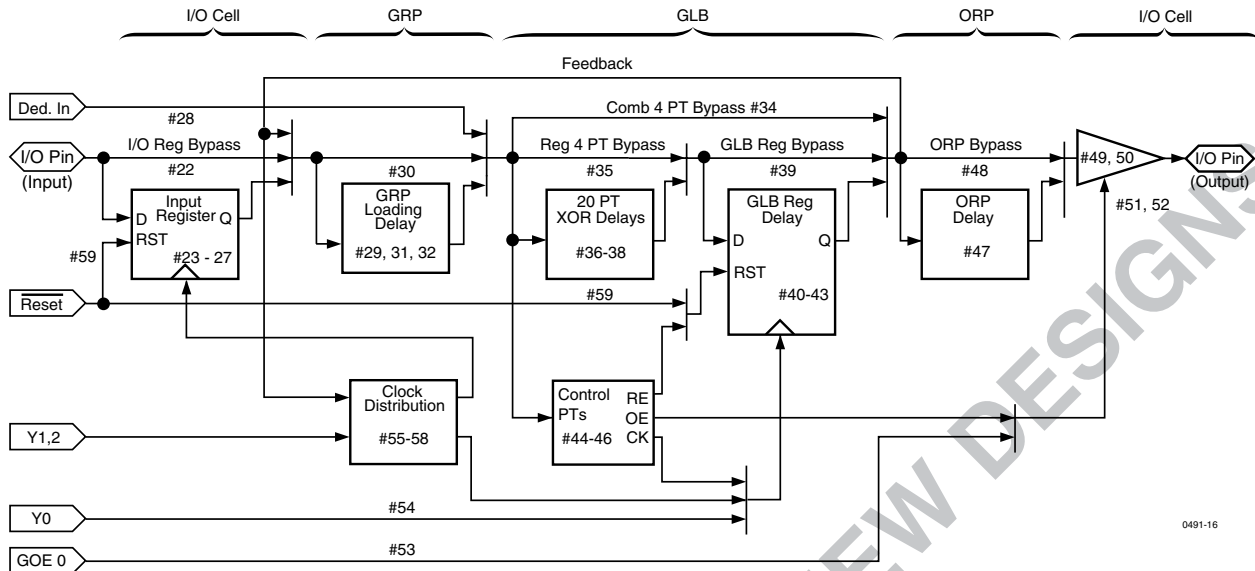 I/O Cell GRP GLB ORP I/O Cell
Feedback
Ded. In
#28
Comb 4 PT Bypass #34
I/O Pin
(Input)
I/O Reg Bypass
#22
#30
Reg 4 PT Bypass
#35
GLB Reg Bypass
#39
ORP Bypass
#48
#49, 50
I/O Pin
(Output)
#51, 52
Input
Register
D Q
RST
#23 - 27
#59
GRP
Loading
Delay
#29, 31, 32
20 PT
XOR Delays
#36-38
GLB Reg
Delay
D Q
RST
#40-43
ORP
Delay
#47
Reset
#59
Clock
Distribution
#55-58
Control
PTs
#44-46
RE
OE
CK
Y1,2
Y0
#54
GOE 0
#53
0491-16
EW DESIGNS